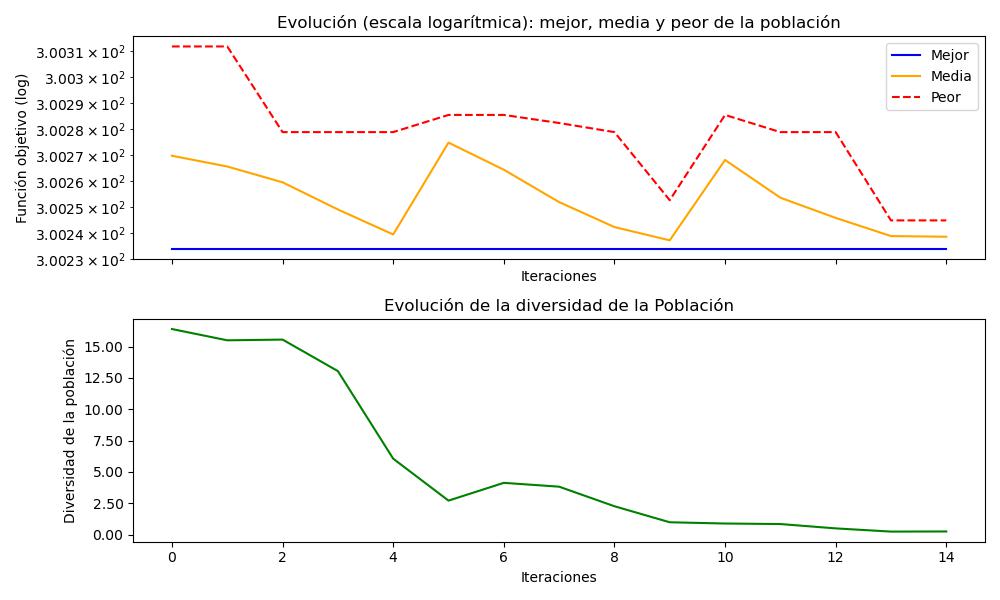 Evolución (escala logarítmica): mejor, media y peor de la población
Función objetivo (log)
3.0031 × 10²
3.003 × 10²
3.0029 × 10²
3.0028 × 10²
3.0027 × 10²
3.0026 × 10²
3.0025 × 10²
3.0024 × 10²
3.0023 × 10²
Mejor
Media
Peor
Iteraciones
Evolución de la diversidad de la Población
Diversidad de la población
15.00
12.50
10.00
7.50
5.00
2.50
0.00
0 2 4 6 8 10 12 14
Iteraciones